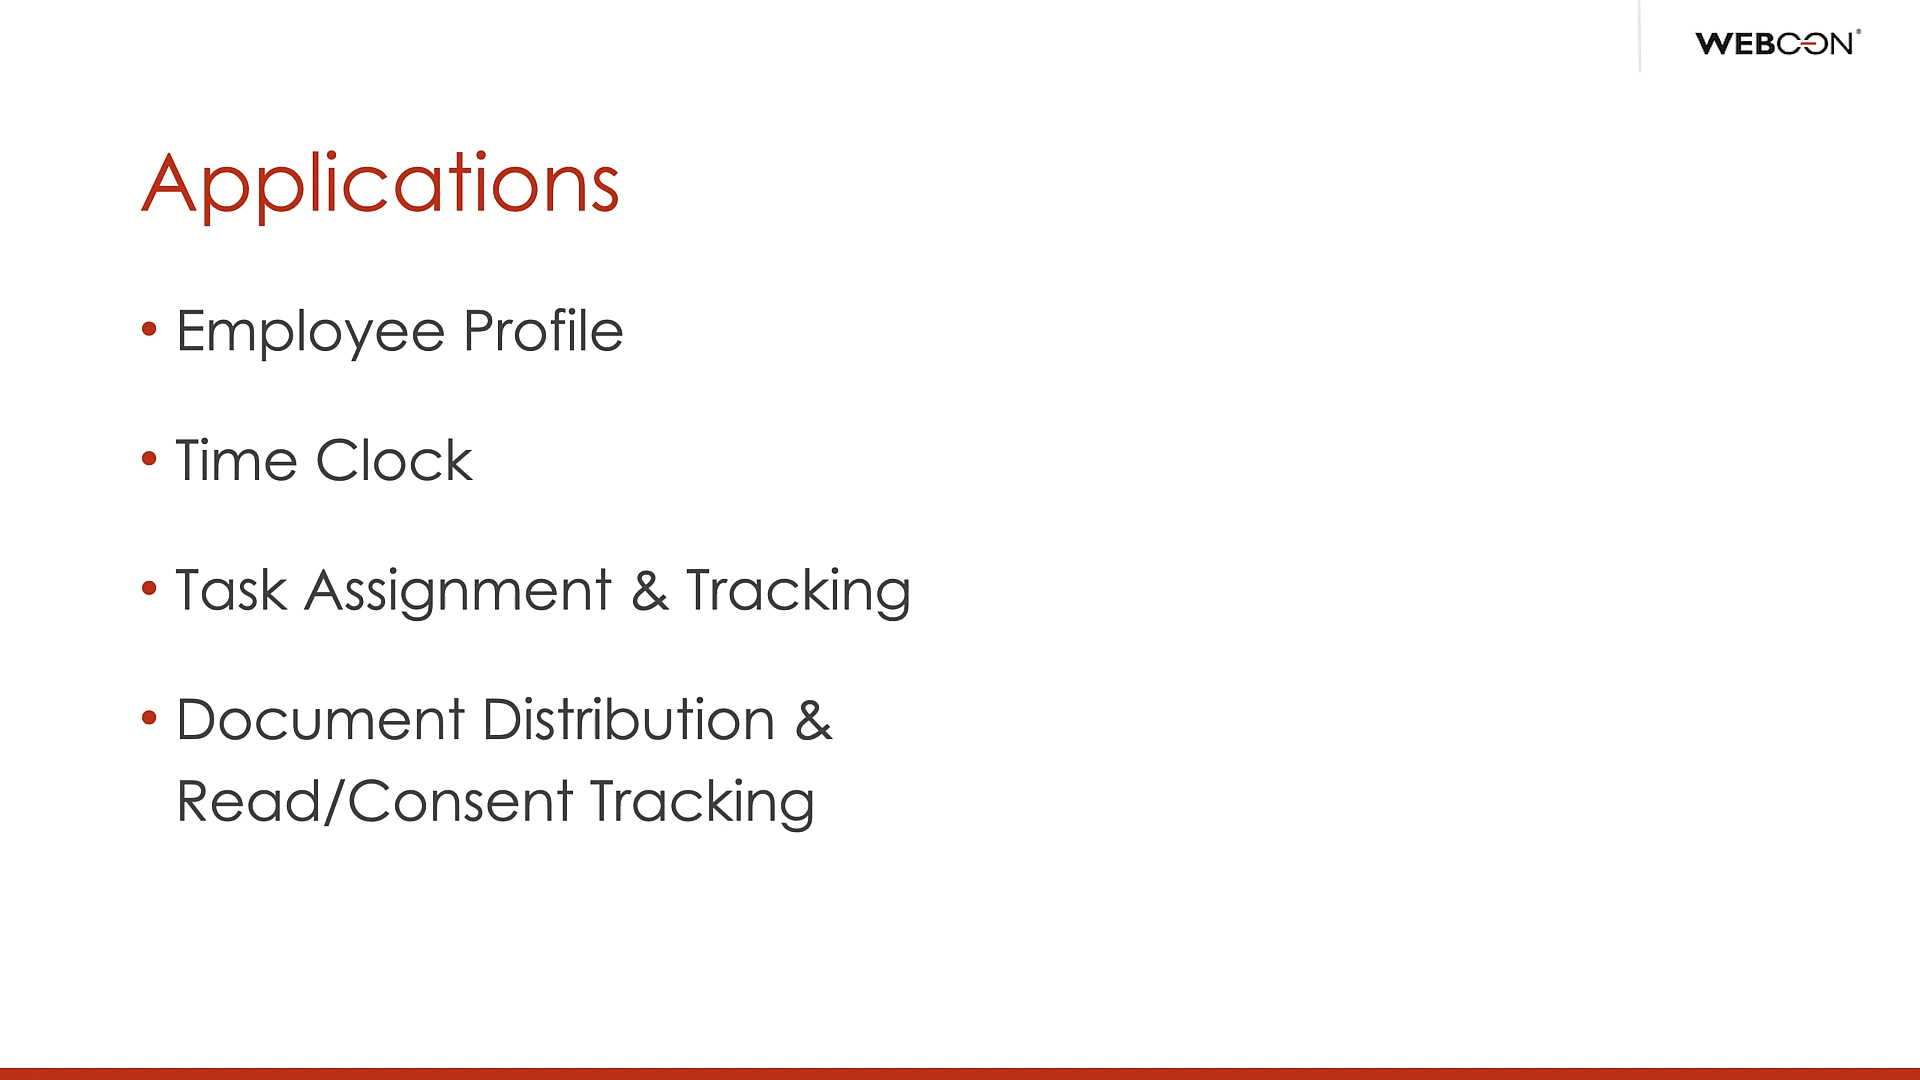 WEBCON®
Applications
• Employee Profile
• Time Clock
• Task Assignment & Tracking
• Document Distribution &
Read/Consent Tracking